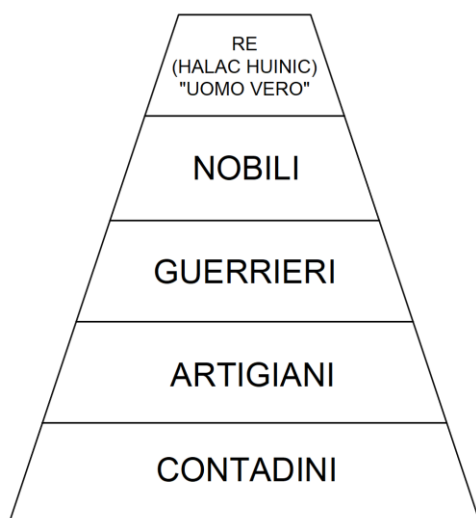 RE
(HALAC HUINIC)
"UOMO VERO"
NOBILI
GUERRIERI
ARTIGIANI
CONTADINI